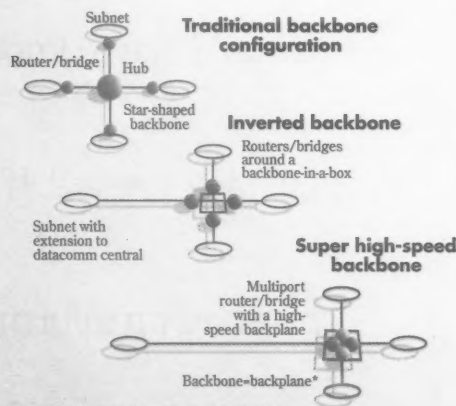 Traditional backbone
configuration
Subnet
Router/bridge
Hub
Star-shaped
backbone
Inverted backbone
Routers/bridges
around a
backbone-in-a-box
Subnet with
extension to
datacomm central
Super high-speed
backbone
Multiport
router/bridge
with a high-
speed backplane
Backbone=backplane*